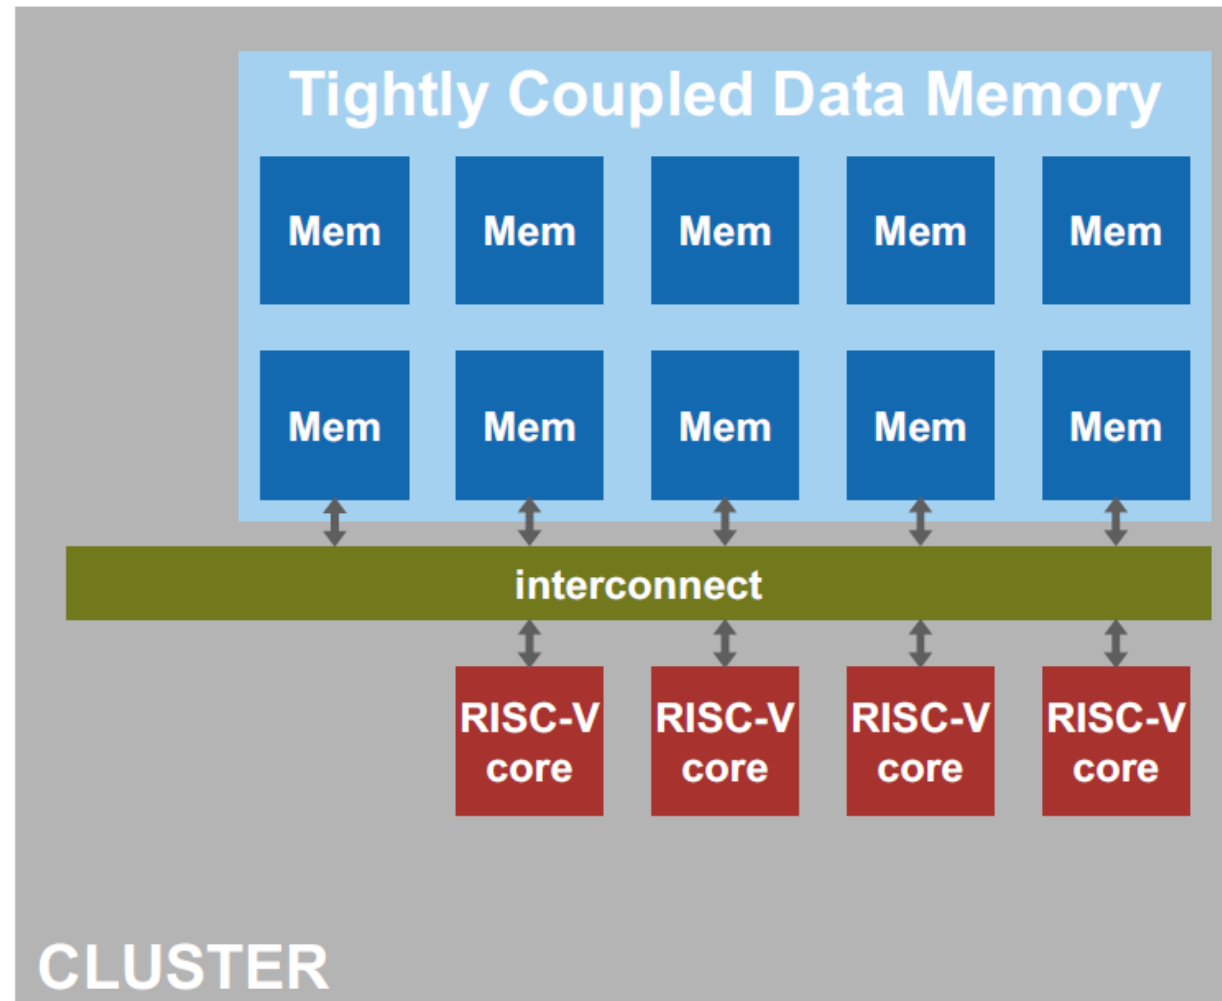 Tightly Coupled Data Memory
Mem Mem Mem Mem Mem
Mem Mem Mem Mem Mem
interconnect
RISC-V RISC-V RISC-V RISC-V
core core core core
CLUSTER